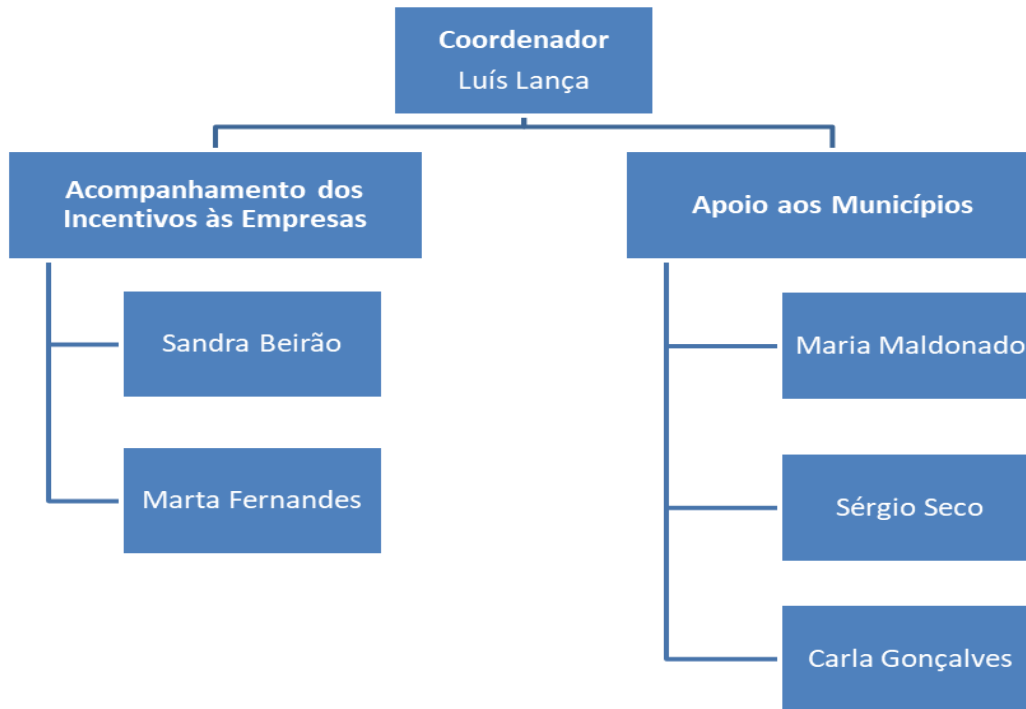 Coordenador
Luís Lança
Acompanhamento dos
Incentivos às Empresas
Sandra Beirão
Marta Fernandes
Apoio aos Municípios
Maria Maldonado
Sérgio Seco
Carla Gonçalves